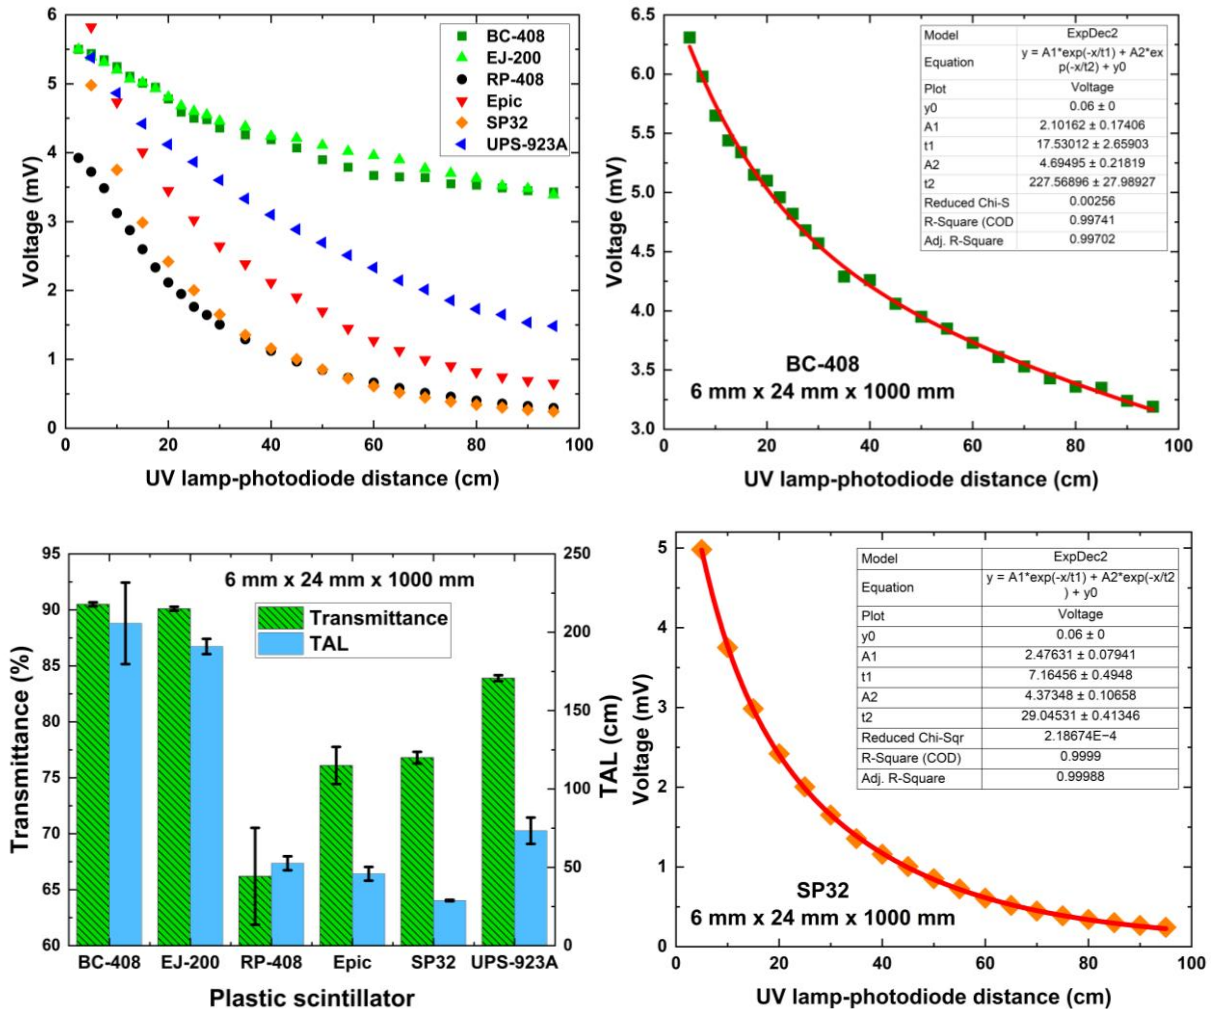 6
5
4
3
2
1
0
0
20
40
60
80
100
Voltage (mV)
UV lamp-photodiode distance (cm)
BC-408
EJ-200
RP-408
Epic
SP32
UPS-923A
6.5
6.0
5.5
5.0
4.5
4.0
3.5
3.0
0
20
40
60
80
100
Voltage (mV)
UV lamp-photodiode distance (cm)
Model ExpDec2
Equation y = A1*exp(-x/t1) + A2*ex
p(-x/t2) + y0
Plot Voltage
y0 0.06 ± 0
A1 2.10162 ± 0.17406
t1 17.53012 ± 2.65903
A2 4.69495 ± 0.21819
t2 227.56896 ± 27.98927
Reduced Chi-S 0.00256
R-Square (COD 0.99741
Adj. R-Square 0.99702
BC-408
6 mm x 24 mm x 1000 mm
95
90
85
80
75
70
65
60
Transmittance (%)
6 mm x 24 mm x 1000 mm
Transmittance
TAL
250
200
150
100
50
0
TAL (cm)
BC-408
EJ-200
RP-408
Epic
SP32
UPS-923A
Plastic scintillator
5
4
3
2
1
0
0
20
40
60
80
100
Voltage (mV)
UV lamp-photodiode distance (cm)
Model ExpDec2
Equation y = A1*exp(-x/t1) + A2*exp(-x/t2
) + y0
Plot Voltage
y0 0.06 ± 0
A1 2.47631 ± 0.07941
t1 7.16456 ± 0.4948
A2 4.37348 ± 0.10658
t2 29.04531 ± 0.41346
Reduced Chi-Sqr 2.18674E−4
R-Square (COD) 0.9999
Adj. R-Square 0.99988
SP32
6 mm x 24 mm x 1000 mm